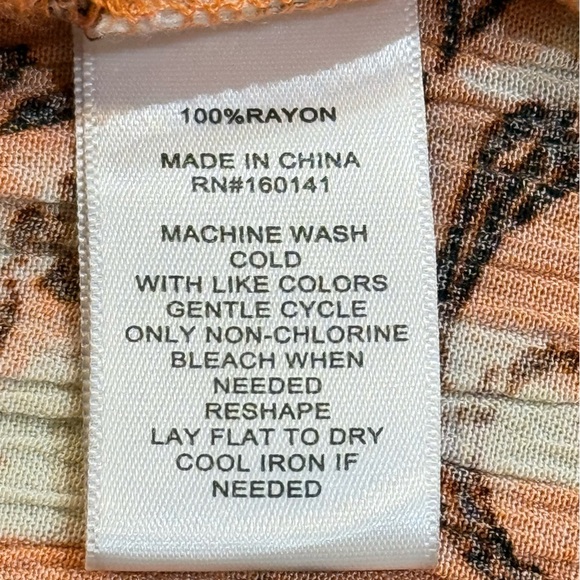 100%RAYON
MADE IN CHINA
RN#160141
MACHINE WASH
COLD
WITH LIKE COLORS
GENTLE CYCLE
ONLY NON-CHLORINE
BLEACH WHEN
NEEDED
RESHAPE
LAY FLAT TO DRY
COOL IRON IF
NEEDED